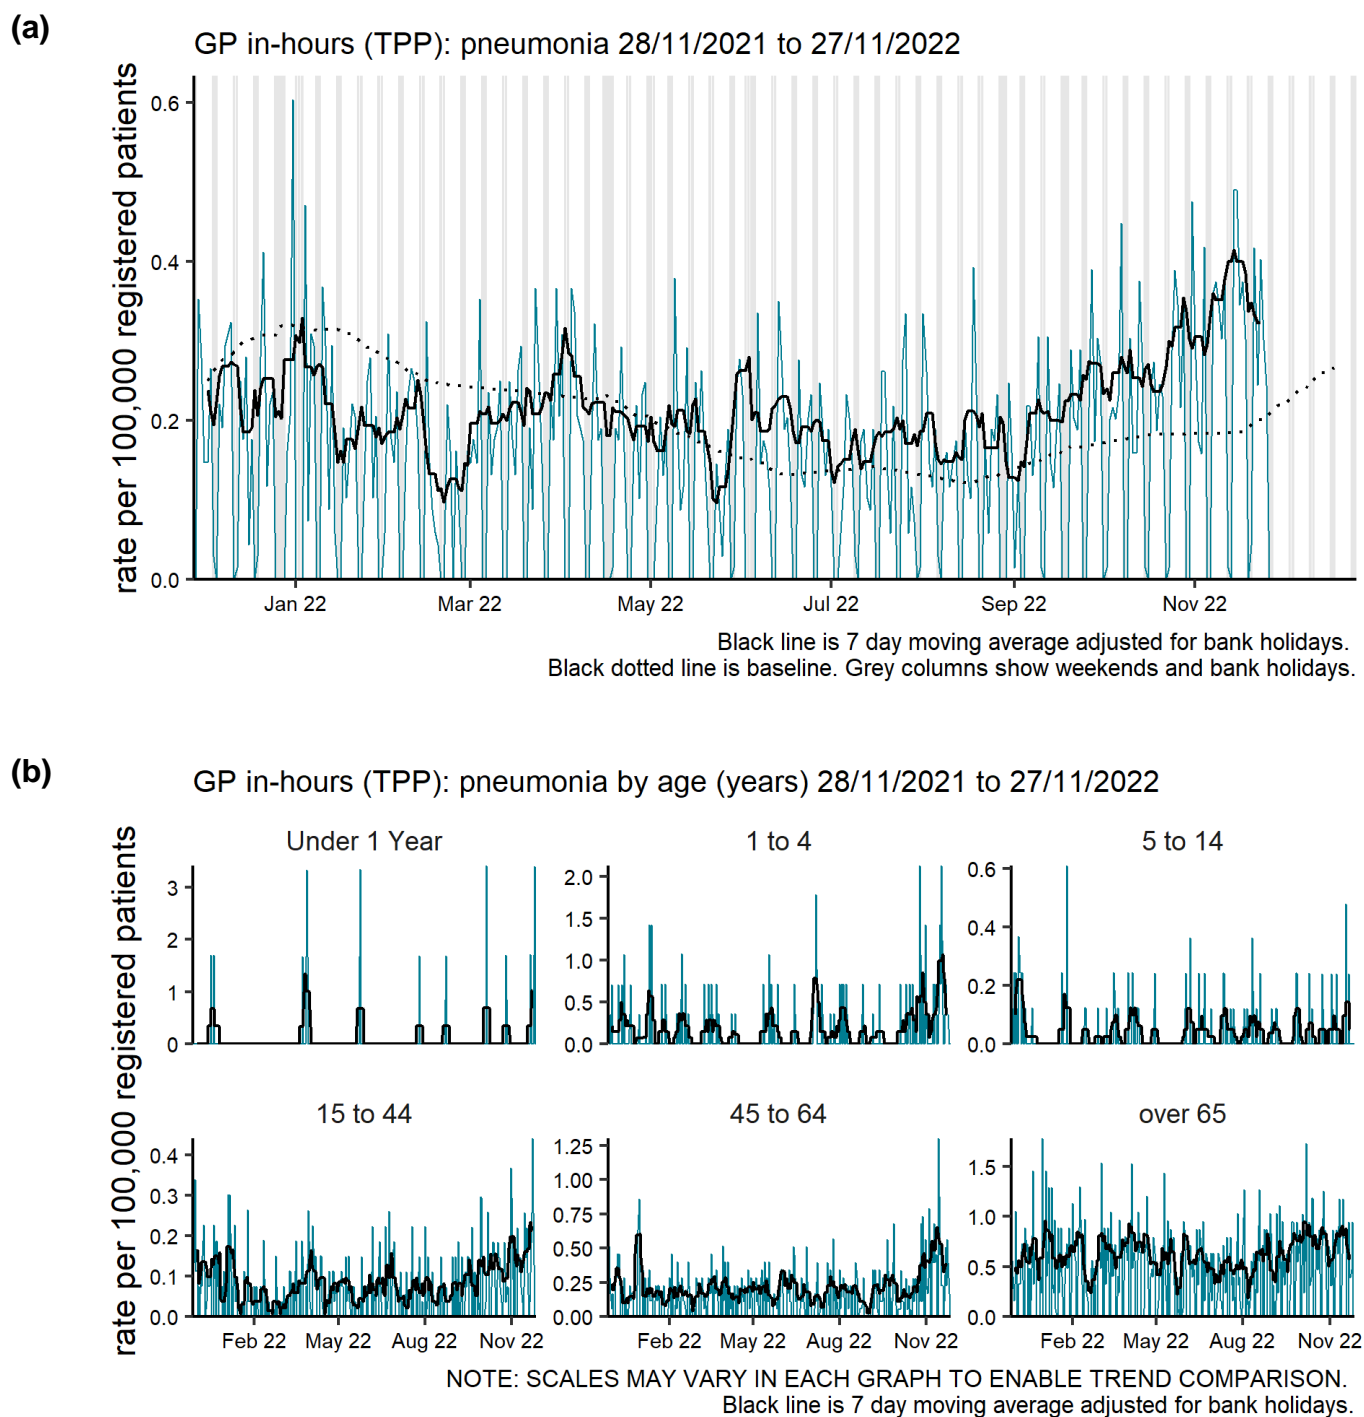 (a)
GP in-hours (TPP): pneumonia 28/11/2021 to 27/11/2022
rate per 100,000 registered patients
0.6
0.4
0.2
0.0
Jan 22 Mar 22 May 22 Jul 22 Sep 22 Nov 22
Black line is 7 day moving average adjusted for bank holidays.
Black dotted line is baseline. Grey columns show weekends and bank holidays.
(b)
GP in-hours (TPP): pneumonia by age (years) 28/11/2021 to 27/11/2022
rate per 100,000 registered patients
Under 1 Year
3
2
1
0
1 to 4
2.0
1.5
1.0
0.5
0.0
5 to 14
0.6
0.4
0.2
0.0
15 to 44
0.4
0.3
0.2
0.1
0.0
Feb 22 May 22 Aug 22 Nov 22
45 to 64
1.25
1.00
0.75
0.50
0.25
0.00
Feb 22 May 22 Aug 22 Nov 22
over 65
1.5
1.0
0.5
0.0
Feb 22 May 22 Aug 22 Nov 22
NOTE: SCALES MAY VARY IN EACH GRAPH TO ENABLE TREND COMPARISON.
Black line is 7 day moving average adjusted for bank holidays.